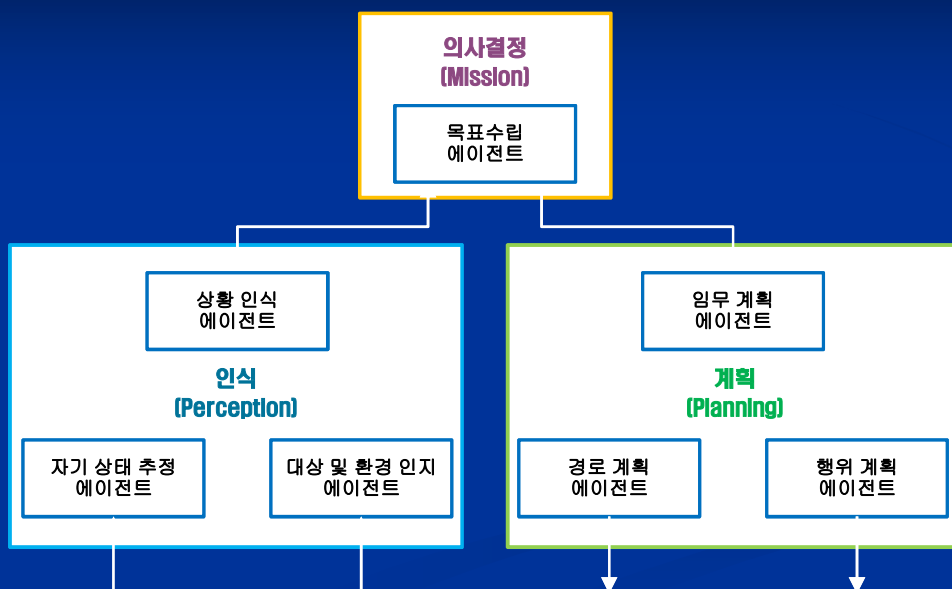 의사결정
(Mission)
목표수립
에이전트
상황 인식
에이전트
인식
(Perception)
자기 상태 추정
에이전트
대상 및 환경 인지
에이전트
임무 계획
에이전트
계획
(Planning)
경로 계획
에이전트
행위 계획
에이전트